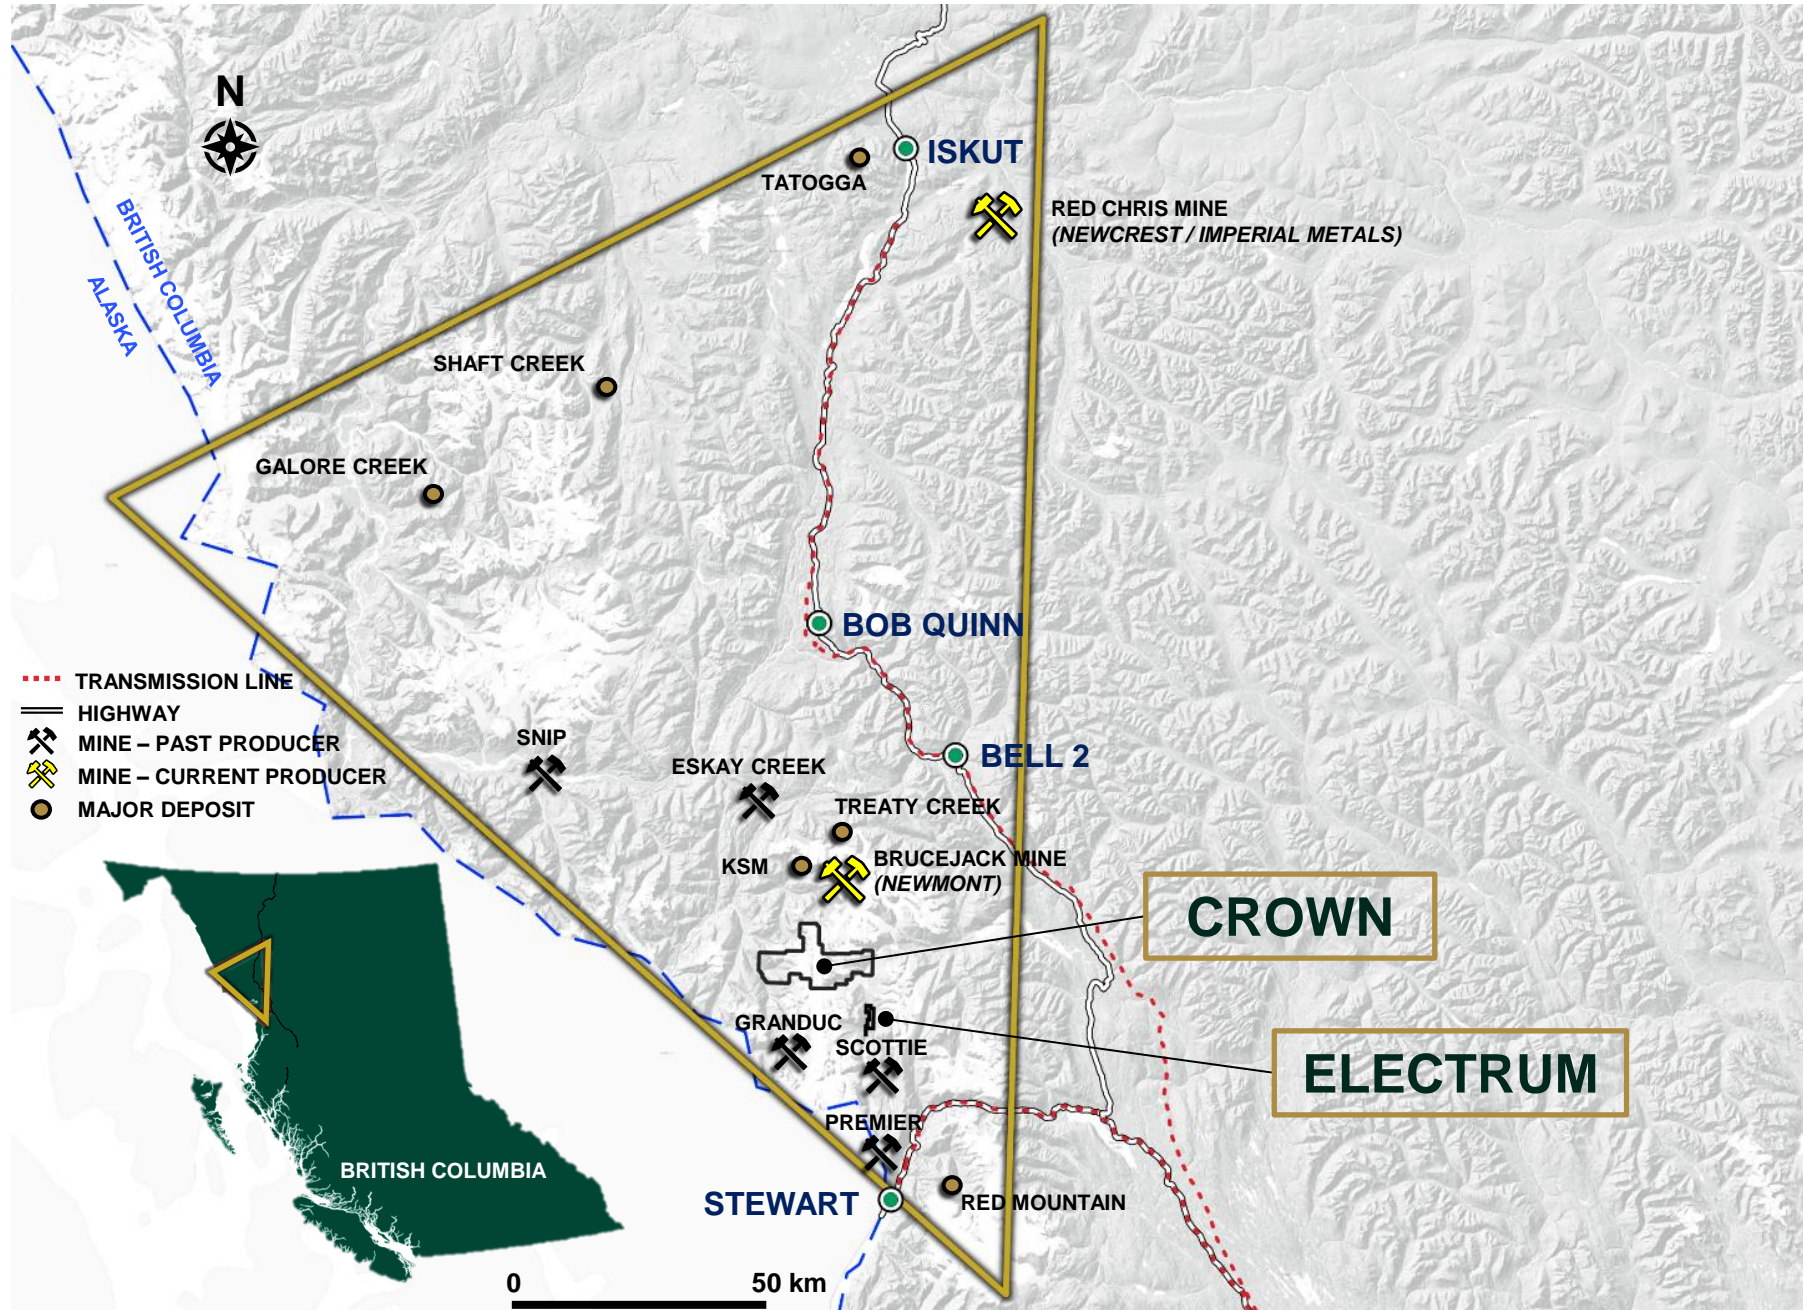 N
ISKUT
TATOGGA
RED CHRIS MINE
(NEWCREST / IMPERIAL METALS)
BRITISH COLUMBIA
ALASKA
SHAFT CREEK
GALORE CREEK
BOB QUINN
TRANSMISSION LINE
HIGHWAY
MINE – PAST PRODUCER
MINE – CURRENT PRODUCER
MAJOR DEPOSIT
SNIP
ESKAY CREEK
BELL 2
TREATY CREEK
KSM
BRUCEJACK MINE
(NEWMONT)
CROWN
GRANDUC
SCOTTIE
ELECTRUM
PREMIER
STEWART
RED MOUNTAIN
BRITISH COLUMBIA
0
50 km